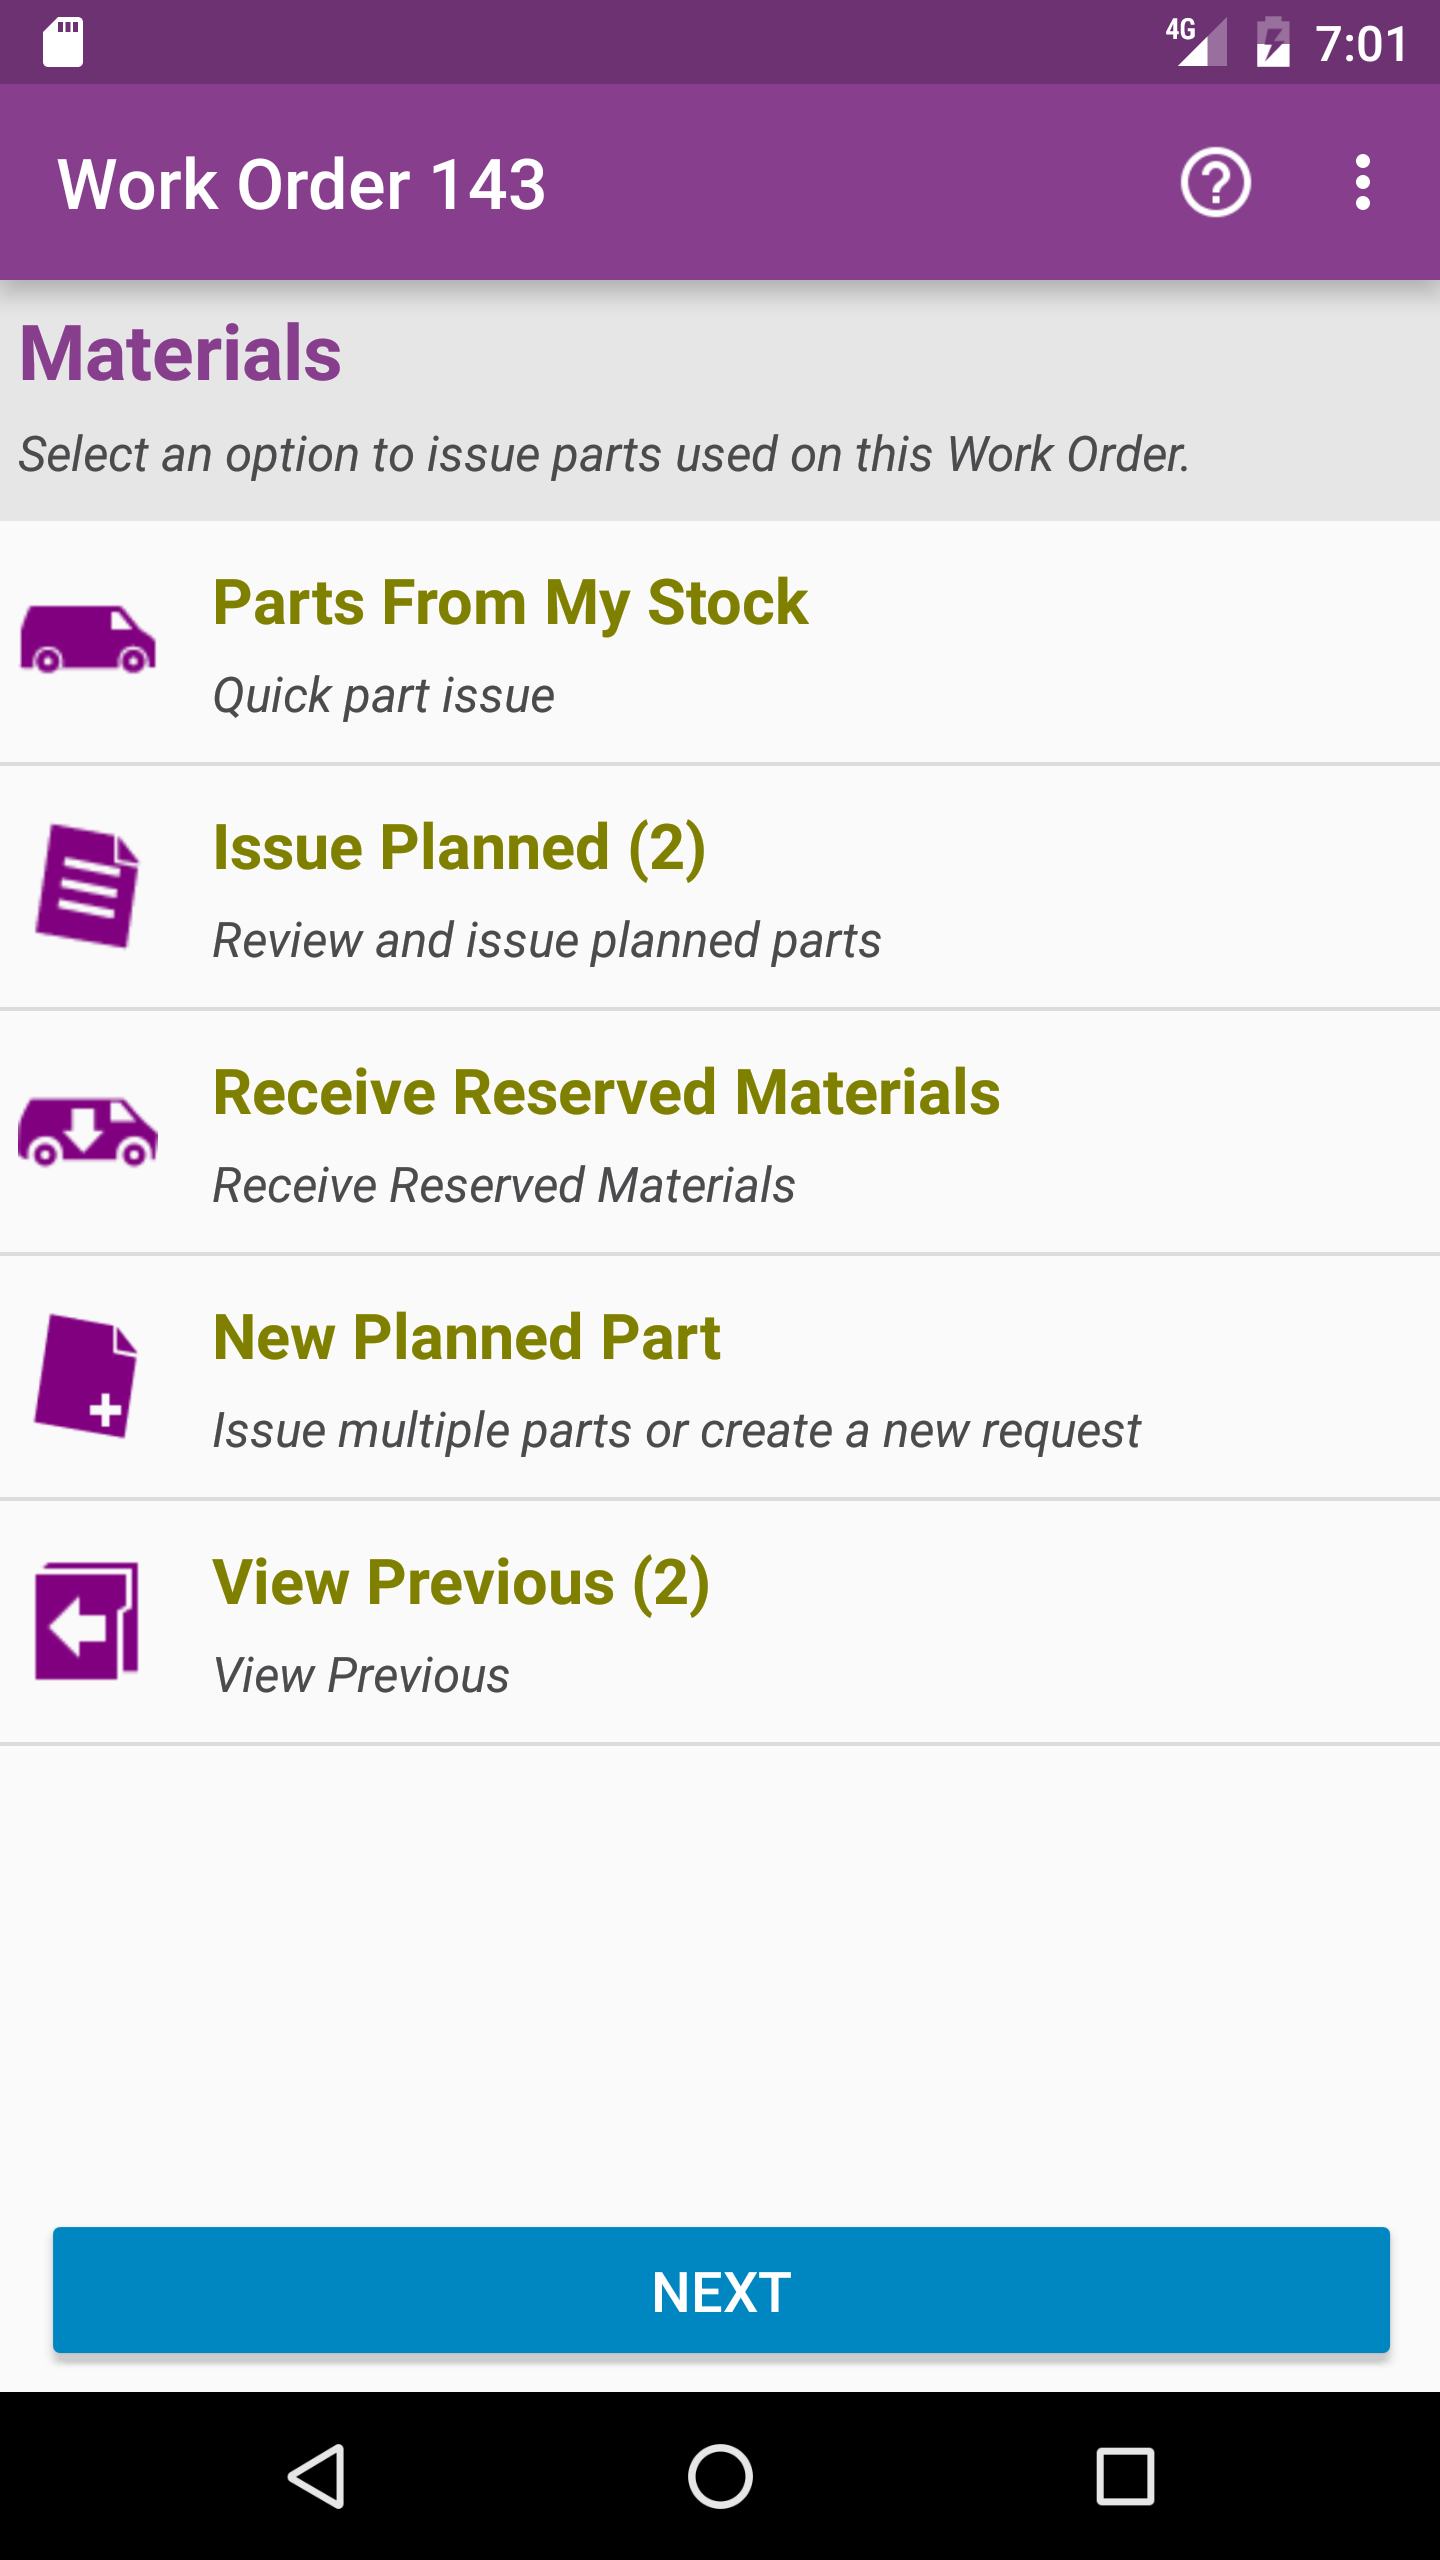 4G 7:01
Work Order 143
Materials
Select an option to issue parts used on this Work Order.
Parts From My Stock
Quick part issue
Issue Planned (2)
Review and issue planned parts
Receive Reserved Materials
Receive Reserved Materials
New Planned Part
Issue multiple parts or create a new request
View Previous (2)
View Previous
NEXT